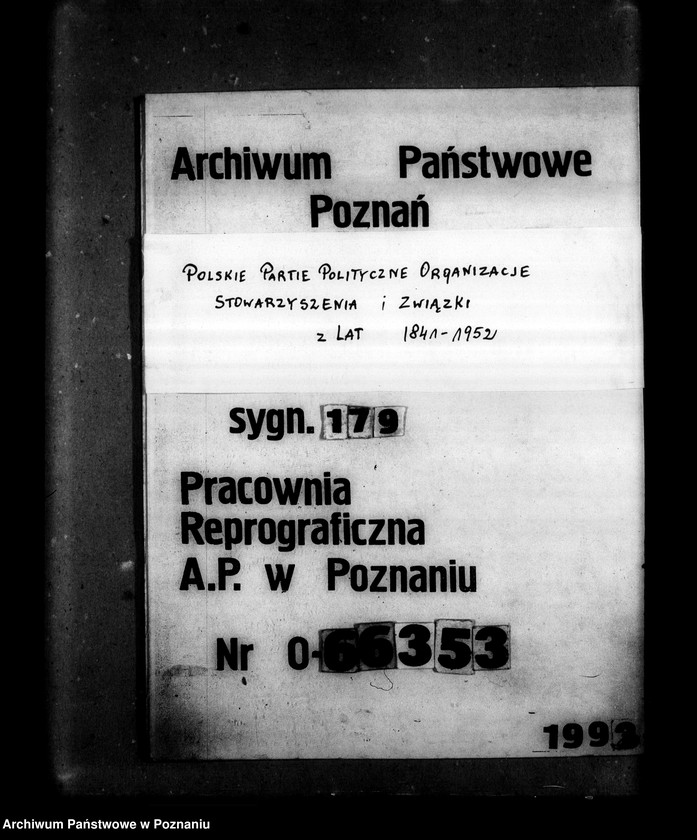 Archiwum Państwowe
Poznań
POLSKIE PARTIE POLITYCZNE ORGANIZACJE
STOWARZYSZENIA i ZWIĄZKI
z LAT 1841-1952
sygn. 179
Pracownia
Reprograficzna
A.P. w Poznaniu
Nr O-66353
1993
Archiwum Państwowe w Poznaniu